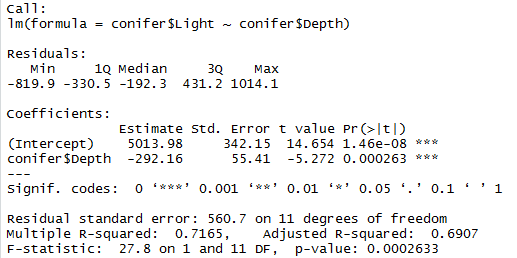 Call:
lm(formula = conifer$Light ~ conifer$Depth)
Residuals:
Min 1Q Median 3Q Max
-819.9 -330.5 -192.3 431.2 1014.1
Coefficients:
Estimate Std. Error t value Pr(>|t|)
(Intercept) 5013.98 342.15 14.654 1.46e-08 ***
conifer$Depth -292.16 55.41 -5.272 0.000263 ***
---
Signif. codes: 0 ‘***’ 0.001 ‘**’ 0.01 ‘*’ 0.05 ‘.’ 0.1 ‘ ’ 1
Residual standard error: 560.7 on 11 degrees of freedom
Multiple R-squared: 0.7165, Adjusted R-squared: 0.6907
F-statistic: 27.8 on 1 and 11 DF, p-value: 0.0002633